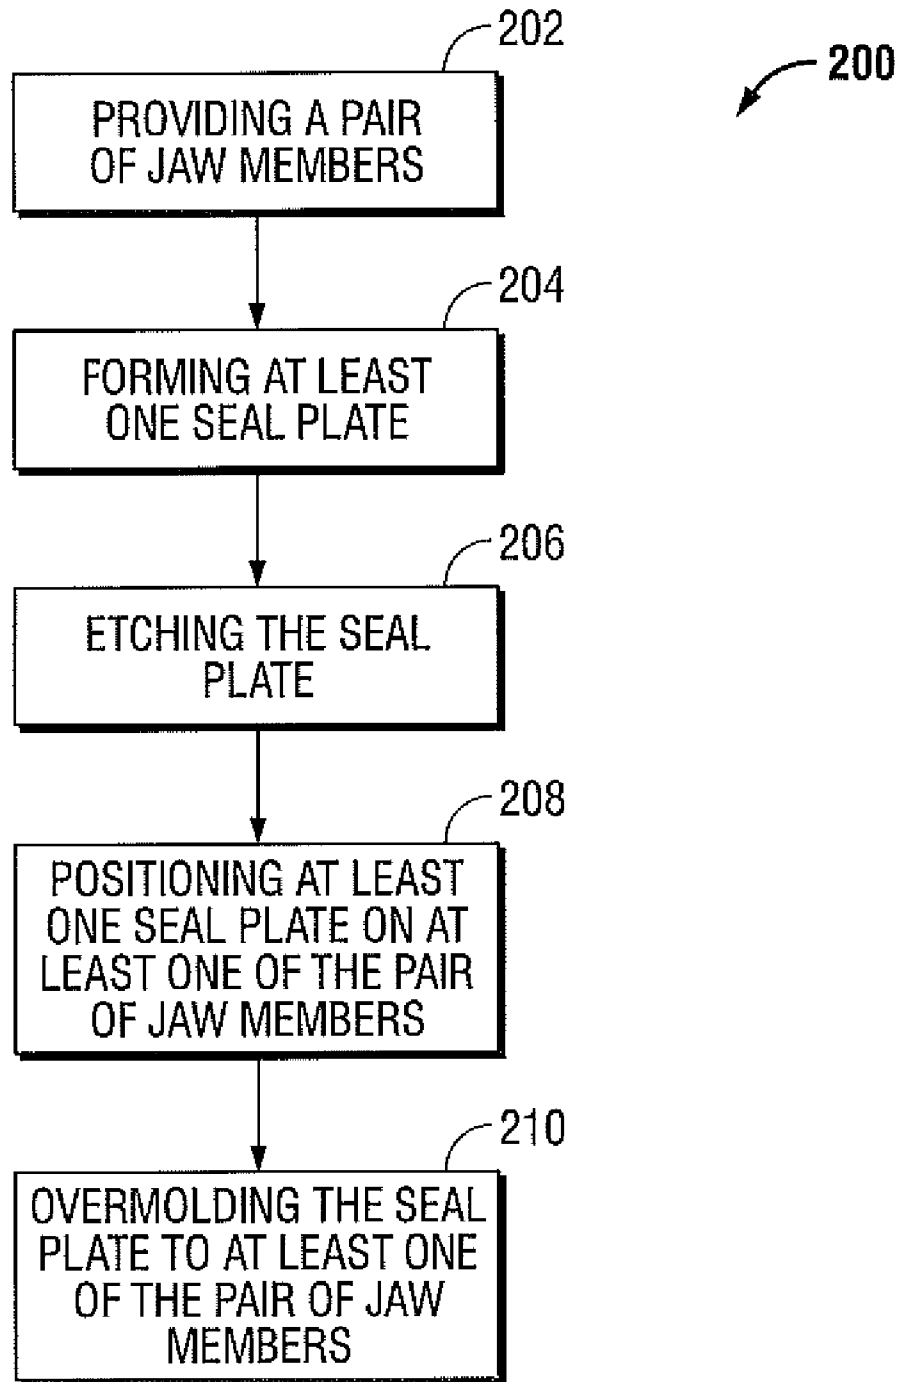 202
200
PROVIDING A PAIR
OF JAW MEMBERS
204
FORMING AT LEAST
ONE SEAL PLATE
206
ETCHING THE SEAL
PLATE
208
POSITIONING AT LEAST
ONE SEAL PLATE ON AT
LEAST ONE OF THE PAIR
OF JAW MEMBERS
210
OVERMOLDING THE SEAL
PLATE TO AT LEAST ONE
OF THE PAIR OF JAW
MEMBERS